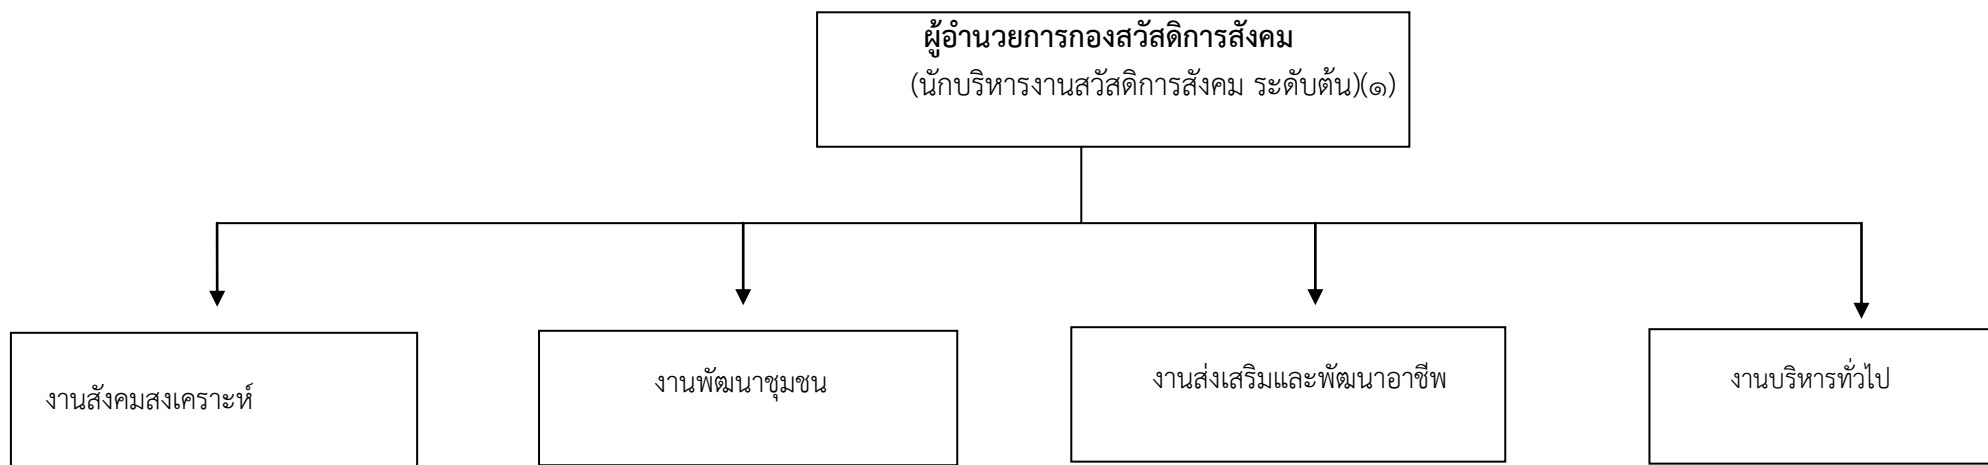 ผู้อำนวยการกองสวัสดิการสังคม
(นักบริหารงานสวัสดิการสังคม ระดับต้น)(๑)
งานสังคมสงเคราะห์
งานพัฒนาชุมชน
งานส่งเสริมและพัฒนาอาชีพ
งานบริหารทั่วไป